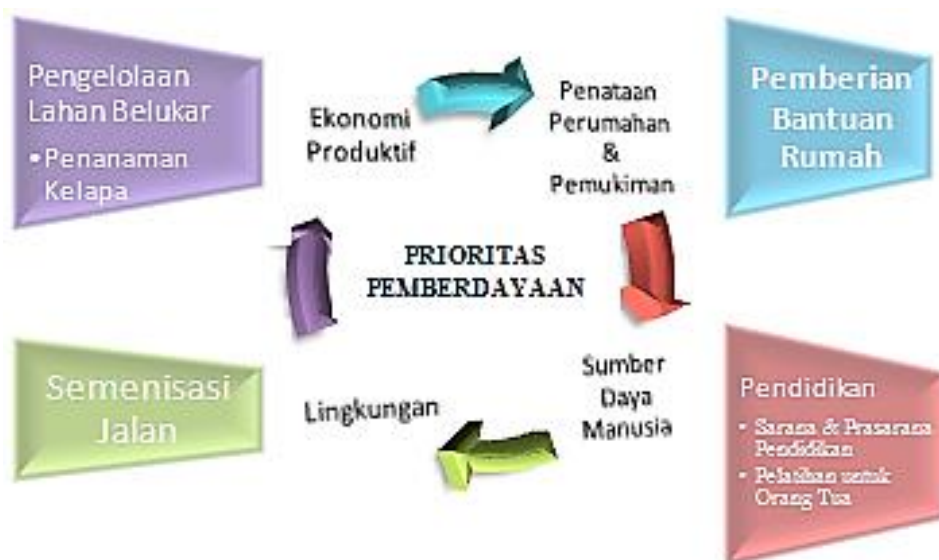 Pengelolaan
Lahan Belukar
• Penanaman
Kelapa
Ekonomi
Produktif
Penataan
Perumahan
&
Pemukiman
Pemberian
Bantuan
Rumah
PRIORITAS
PEMBERDAYAAN
Semenisasi
Jalan
Lingkungan
Sumber
Daya
Manusia
Pendidikan
• Sarana & Prasarana
Pendidikan
• Pelatihan untuk
Orang Tua